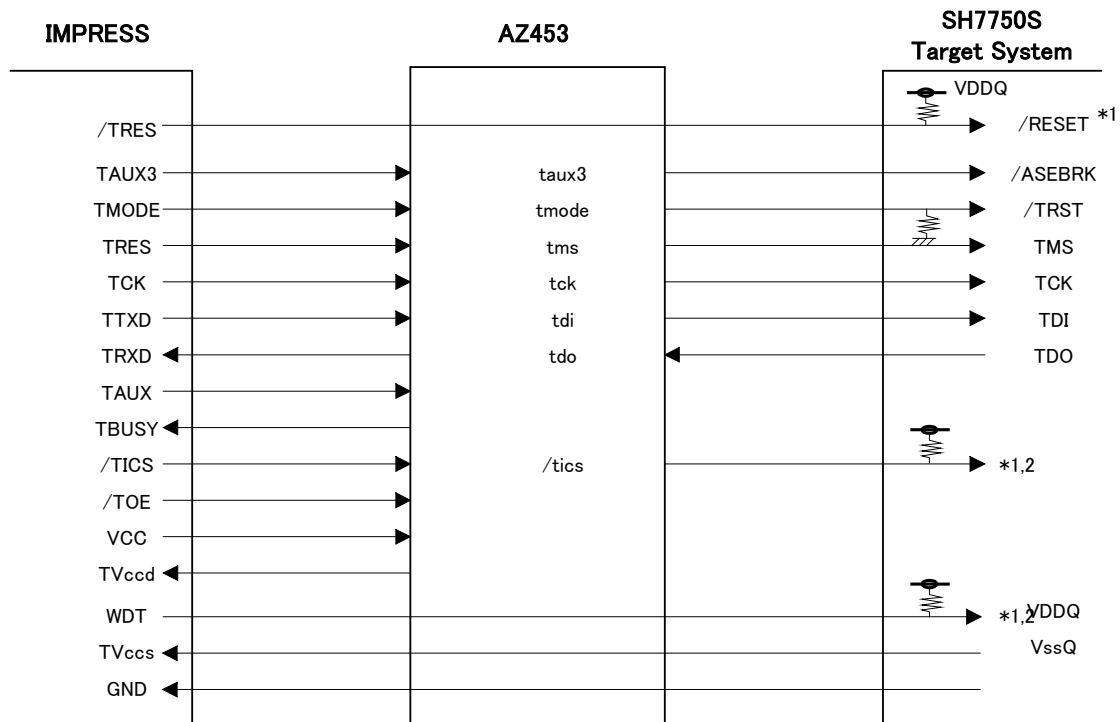 IMPRESS AZ453 SH7750S
Target System
VDDQ
/TRES /RESET *1
TAUX3 taux3 /ASEBRK
TMODE tmode /TRST
TRES tms TMS
TCK tck TCK
TTXD tdi TDI
TRXD tdo TDO
TAUX
TBUSY
/TICS /tics *1,2
/TOE
VCC
TVccd
WDT *1,2 VDDQ
TVccs VssQ
GND